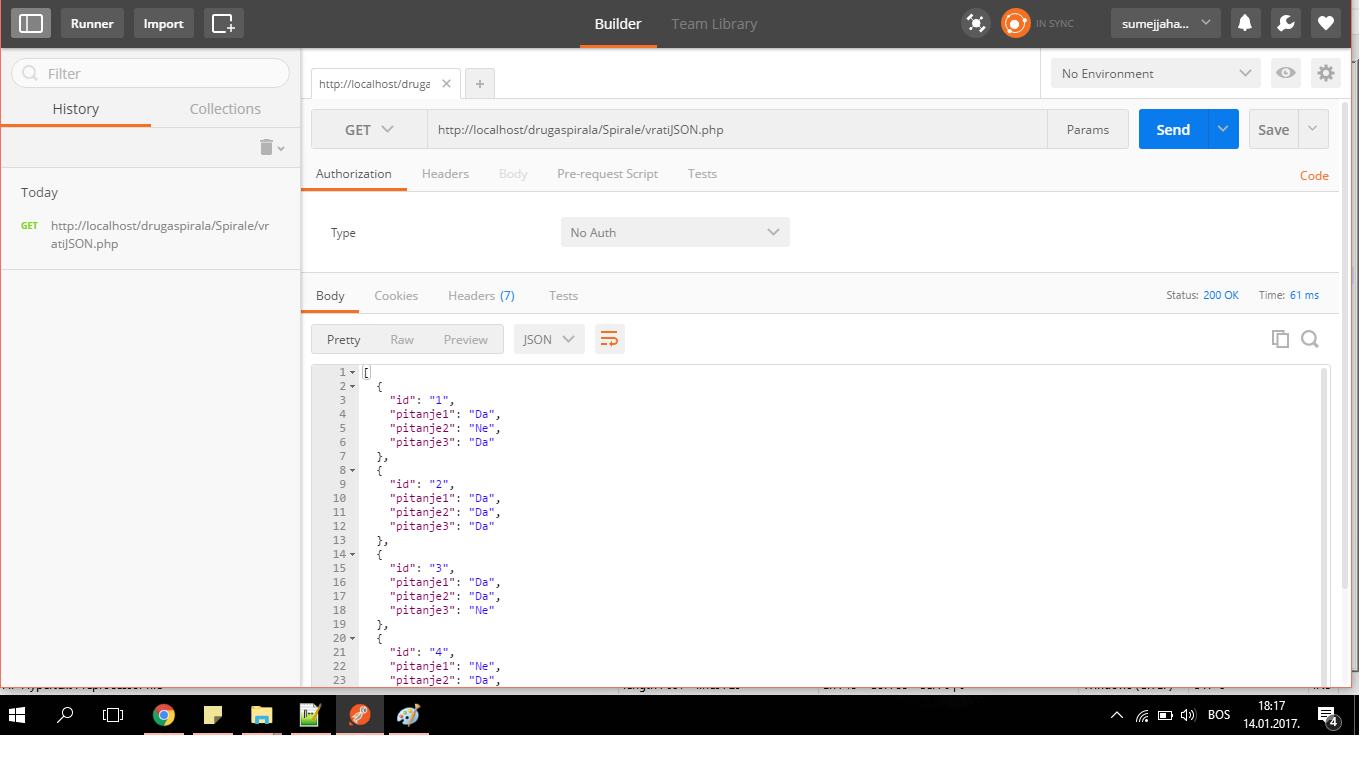 Runner
Import
Builder
Team Library
IN SYNC
sumejjaha...
Filter
History
Collections
Today
GET
http://localhost/drugaspirala/Spirale/vr
atiJSON.php
http://localhost/druga
No Environment
GET
http://localhost/drugaspirala/Spirale/vratiJSON.php
Params
Send
Save
Authorization
Headers
Body
Pre-request Script
Tests
Code
Type
No Auth
Body
Cookies
Headers (7)
Tests
Status: 200 OK
Time: 61 ms
Pretty
Raw
Preview
JSON
1 [
2 {
3 "id": "1",
4 "pitanje1": "Da",
5 "pitanje2": "Ne",
6 "pitanje3": "Da"
7 },
8 {
9 "id": "2",
10 "pitanje1": "Da",
11 "pitanje2": "Da",
12 "pitanje3": "Da"
13 },
14 {
15 "id": "3",
16 "pitanje1": "Da",
17 "pitanje2": "Da",
18 "pitanje3": "Ne"
19 },
20 {
21 "id": "4",
22 "pitanje1": "Ne",
23 "pitanje2": "Da",
BOS
18:17
14.01.2017.
4